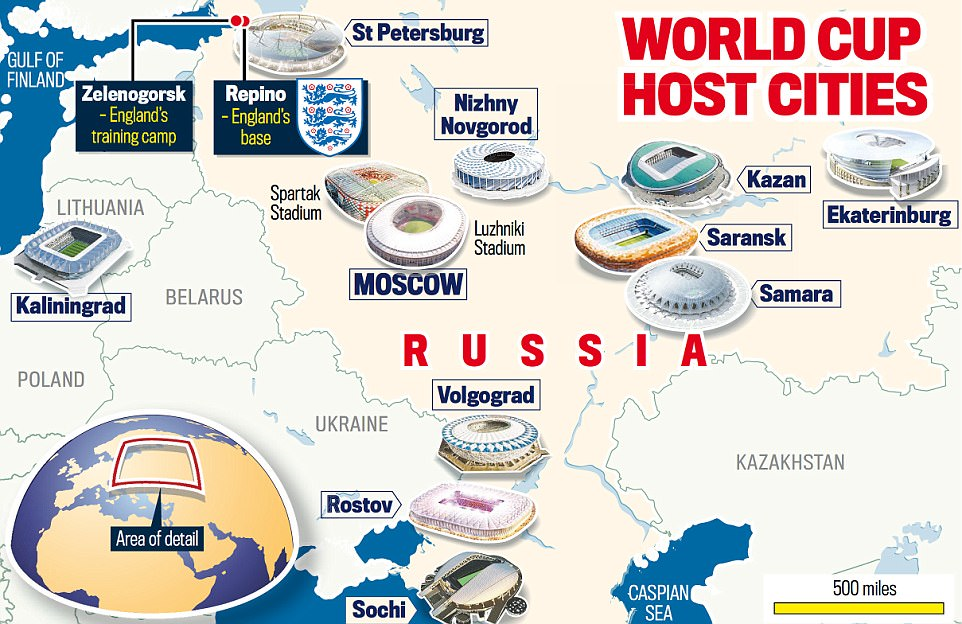 WORLD CUP
HOST CITIES
GULF OF
FINLAND
St Petersburg
Zelenogorsk
– England's
training camp
Repino
– England's
base
Nizhny
Novgorod
Kazan
Ekaterinburg
Spartak
Stadium
Luzhniki
Stadium
MOSCOW
Saransk
Samara
LITHUANIA
Kaliningrad
BELARUS
RUSSIA
POLAND
Volgograd
UKRAINE
KAZAKHSTAN
Rostov
Area of detail
Sochi
CASPIAN
SEA
500 miles